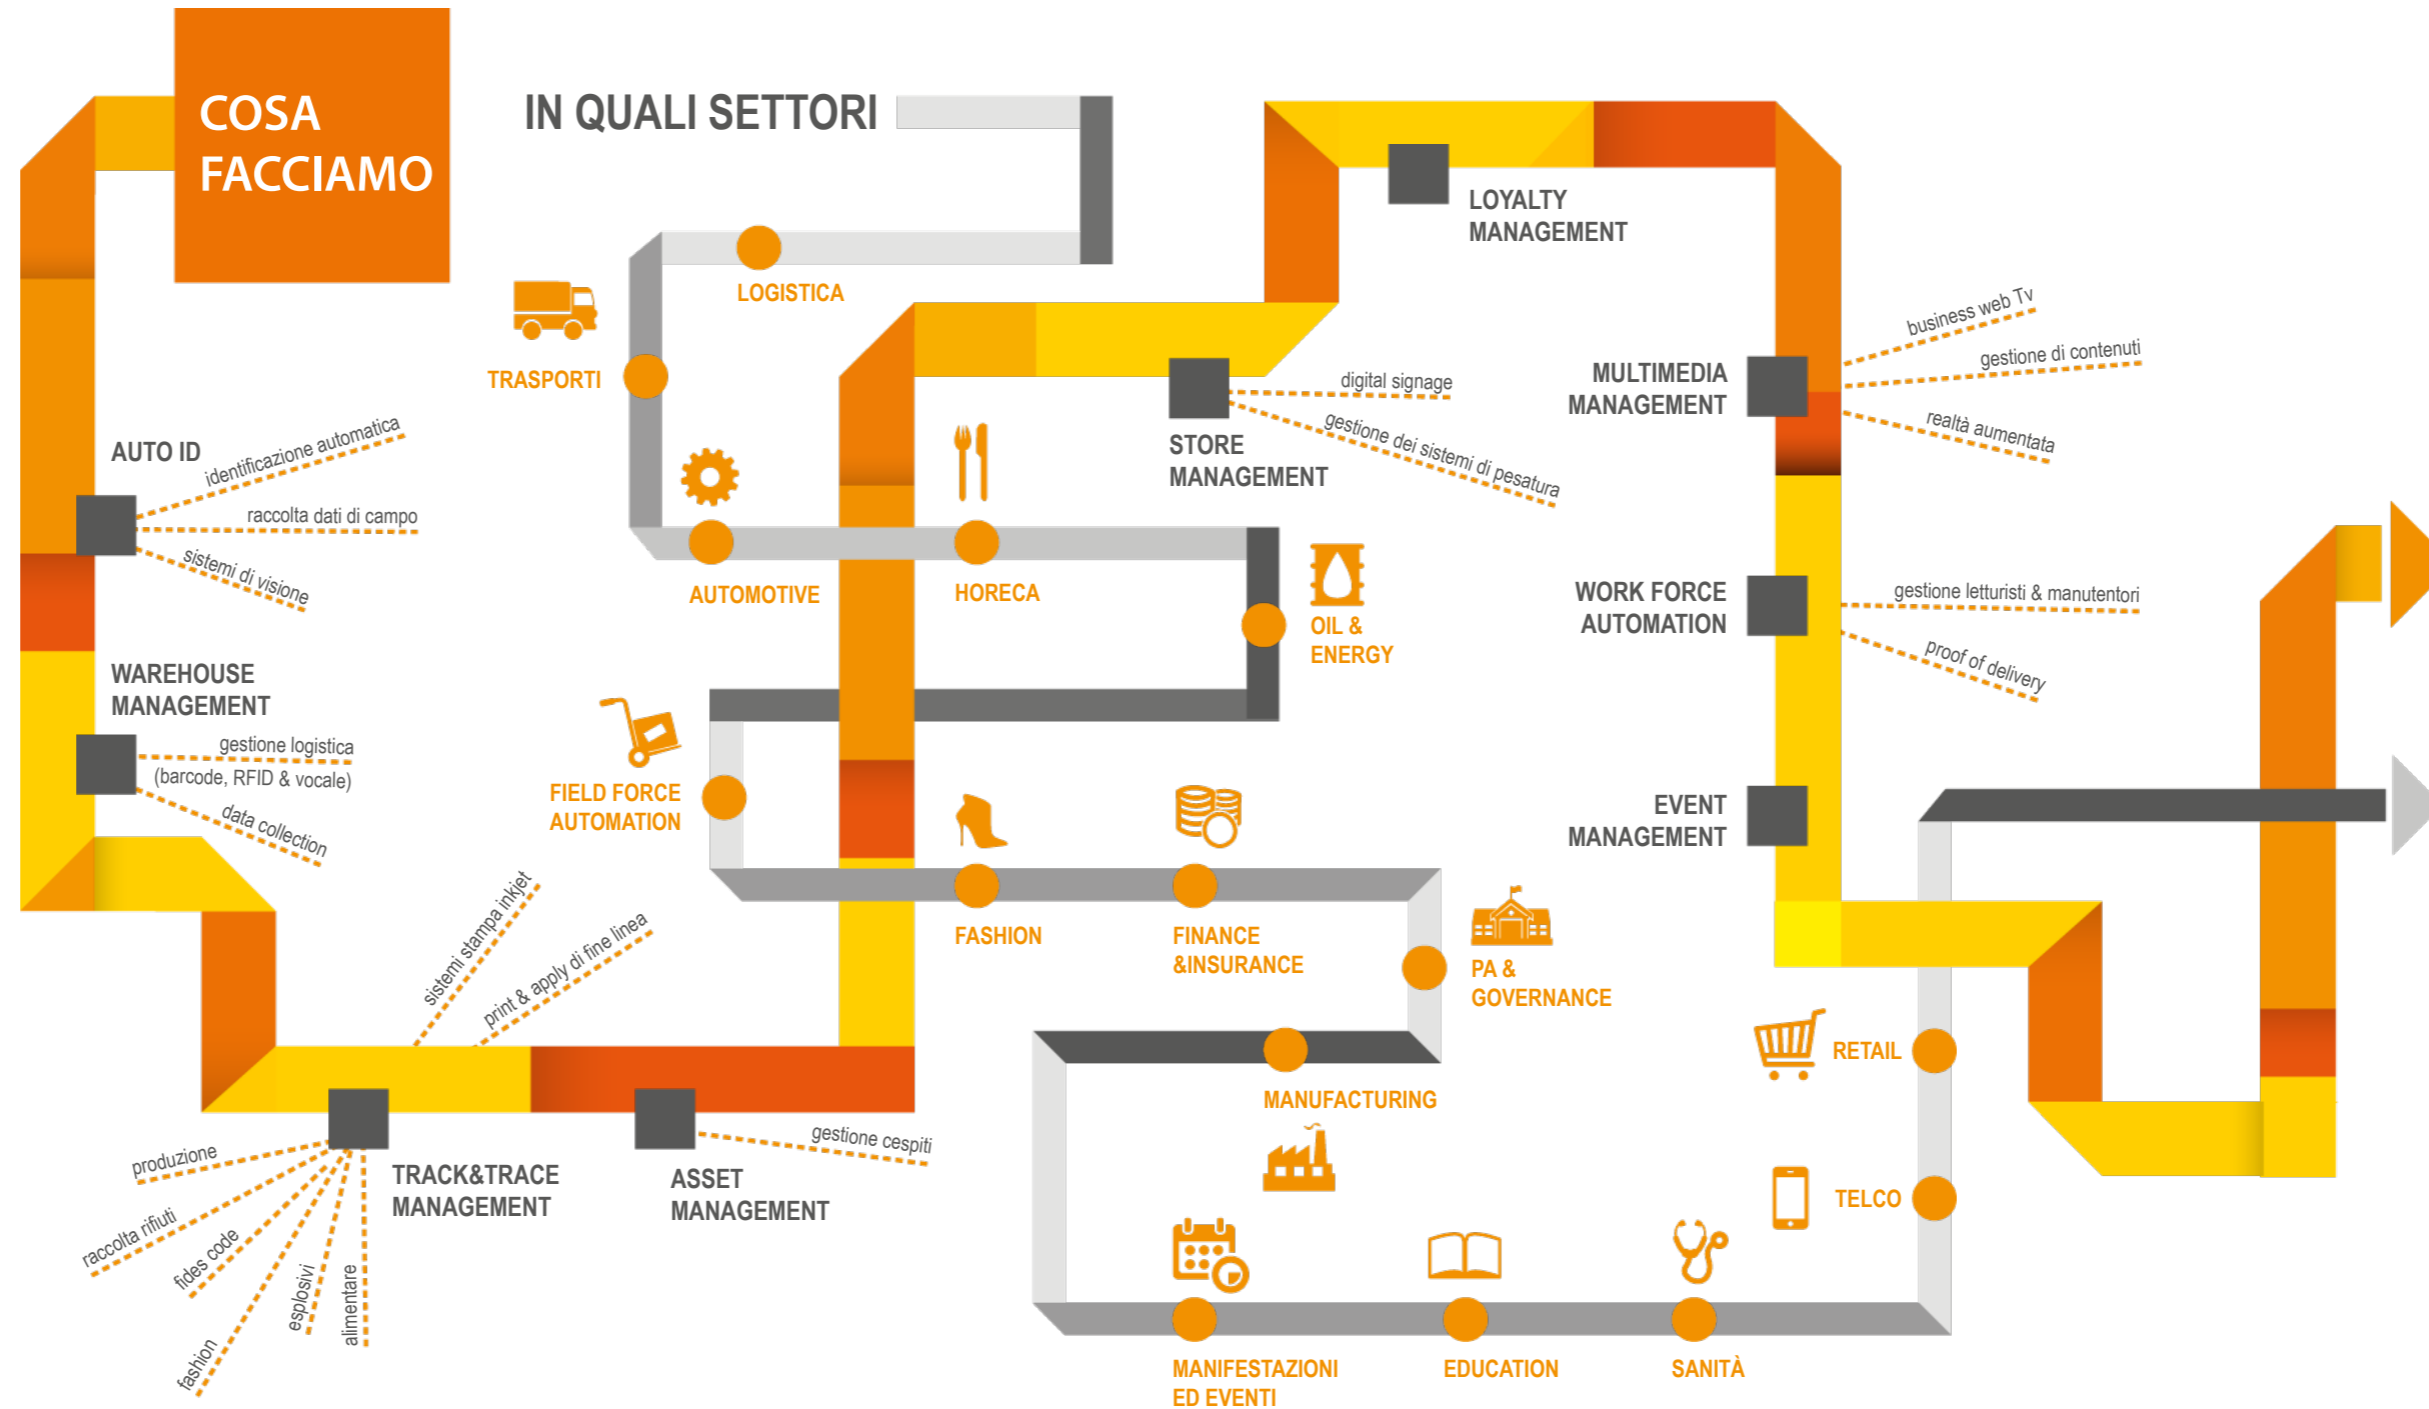 COSA
FACCIAMO
IN QUALI SETTORI
LOGISTICA
TRASPORTI
AUTOMOTIVE
HORECA
OIL &
ENERGY
FIELD FORCE
AUTOMATION
FASHION
FINANCE
&INSURANCE
PA &
GOVERNANCE
MANUFACTURING
MANIFESTAZIONI
ED EVENTI
EDUCATION
SANITÀ
TELCO
RETAIL
AUTO ID
identificazione automatica
raccolta dati di campo
sistemi di visione
WAREHOUSE
MANAGEMENT
gestione logistica
(barcode, RFID & vocale)
data collection
sistemi stampa inkjet
print & apply di fine linea
TRACK&TRACE
MANAGEMENT
produzione
raccolta rifiuti
fides code
fashion
esplosivi
alimentare
ASSET
MANAGEMENT
gestione cespiti
STORE
MANAGEMENT
digital signage
gestione dei sistemi di pesatura
LOYALTY
MANAGEMENT
MULTIMEDIA
MANAGEMENT
business web Tv
gestione di contenuti
realtà aumentata
WORK FORCE
AUTOMATION
gestione letturisti & manutentori
proof of delivery
EVENT
MANAGEMENT